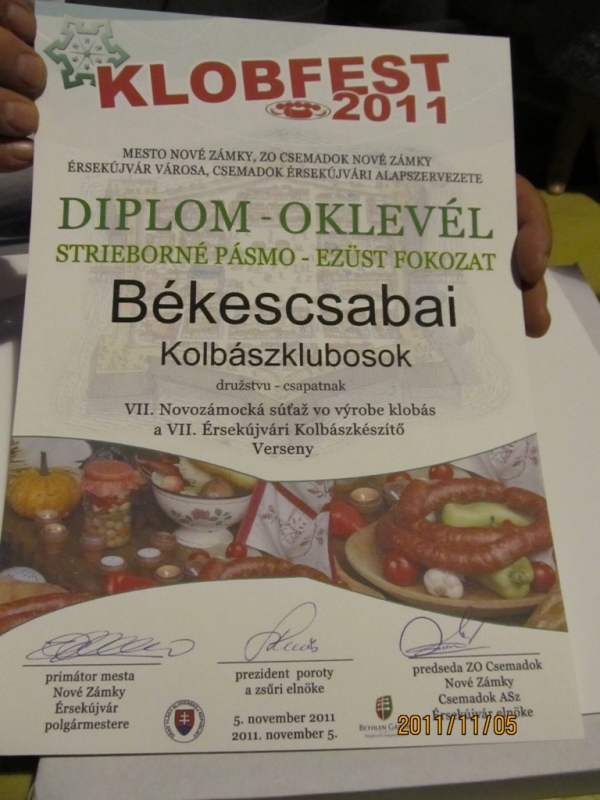 KLOBFEST
2011
MESTO NOVÉ ZÁMKY, ZO CSEMADOK NOVÉ ZÁMKY
ÉRSEKÚJVÁR VÁROSA, CSEMADOK ÉRSEKÚJVÁRI ALAPSZERVEZETE
DIPLOM - OKLEVÉL
STRIEBORNÉ PÁSMO - EZÜST FOKOZAT
Békescsabai
Kolbászklubosok
družstvu - csapatnak
VII. Novozámocká súťaž vo výrobe klobás
a VII. Érsekújvári Kolbászkészítő
Verseny
primátor mesta
Nové Zámky
Érsekújvár
polgármestere
prezident poroty
a zsűri elnöke
5. november 2011
2011. november 5.
predseda ZO Csemadok
Nové Zámky
Csemadok ASz
Érsekújvár elnöke
BETHLEN
2011/11/05